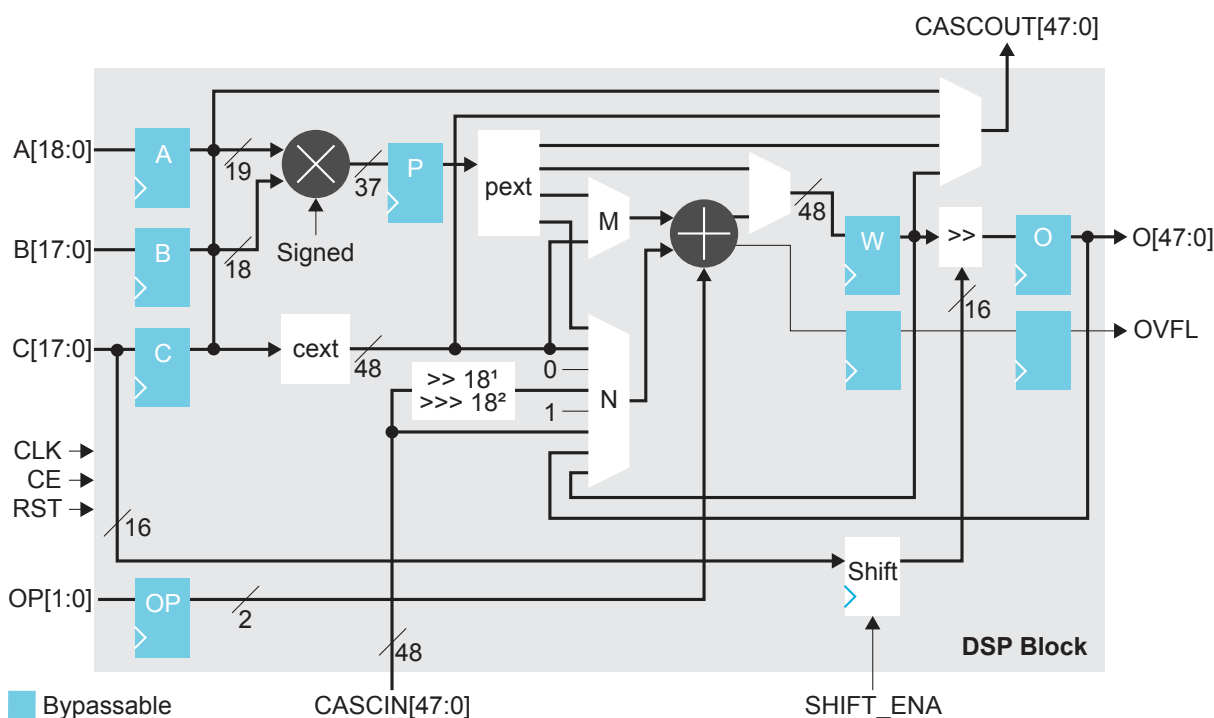 CASCOUT[47:0]
A[18:0]
A
19
37
P
pext
M
48
Signed
B[17:0]
B
18
W
>>
O
O[47:0]
16
C[17:0]
C
cext
48
OVFL
0
>> 18¹
>>> 18²
1
N
CLK
CE
RST
16
Shift
OP[1:0]
OP
2
48
DSP Block
Bypassable
CASCIN[47:0]
SHIFT_ENA